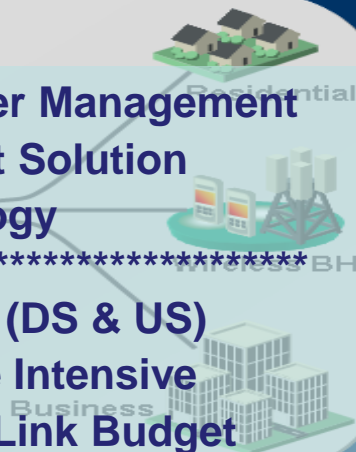 Residential
er Management
t Solution
ogy
********************
Wireless BH
(DS & US)
e Intensive
Business
Link Budget